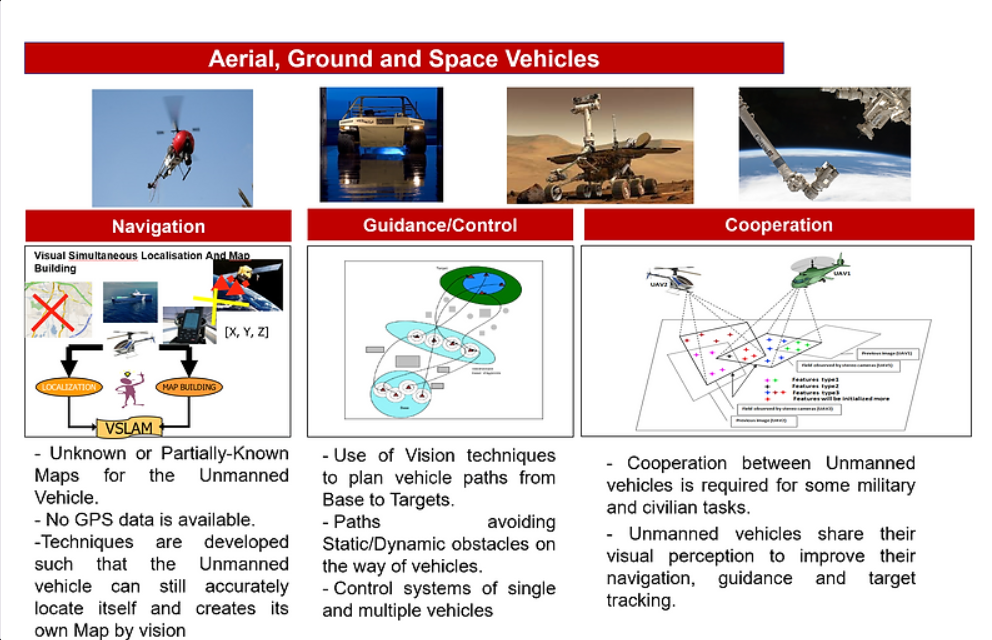 Aerial, Ground and Space Vehicles
Navigation
Guidance/Control
Cooperation
Visual Simultaneous Localisation And Map
Building
[X, Y, Z]
LOCALIZATION
MAP BUILDING
VSLAM
UAV2
UAV1
Previous image (UAV1)
Field observed by stereo cameras (UAV1)
Features type1
Features type2
Features type3
Features will be initialized more
Field observed by stereo cameras (UAV2)
Previous image (UAV2)
- Unknown or Partially-Known
Maps for the Unmanned
Vehicle.
- No GPS data is available.
-Techniques are developed
such that the Unmanned
vehicle can still accurately
locate itself and creates its
own Map by vision
- Use of Vision techniques
to plan vehicle paths from
Base to Targets.
- Paths avoiding
Static/Dynamic obstacles on
the way of vehicles.
- Control systems of single
and multiple vehicles
- Cooperation between Unmanned
vehicles is required for some military
and civilian tasks.
- Unmanned vehicles share their
visual perception to improve their
navigation, guidance and target
tracking.